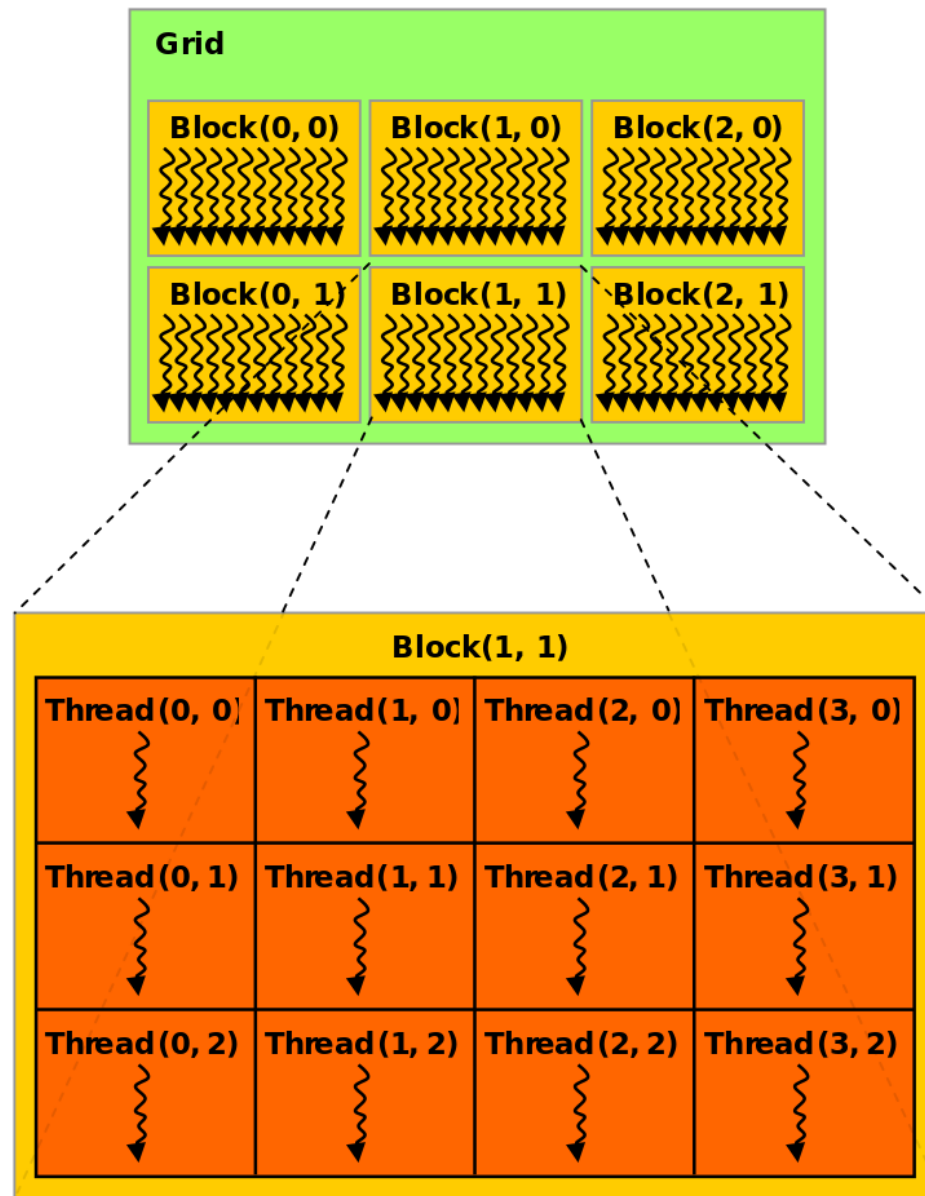 Grid
Block(0, 0) Block(1, 0) Block(2, 0)
Block(0, 1) Block(1, 1) Block(2, 1)
Block(1, 1)
Thread(0, 0) Thread(1, 0) Thread(2, 0) Thread(3, 0)
Thread(0, 1) Thread(1, 1) Thread(2, 1) Thread(3, 1)
Thread(0, 2) Thread(1, 2) Thread(2, 2) Thread(3, 2)